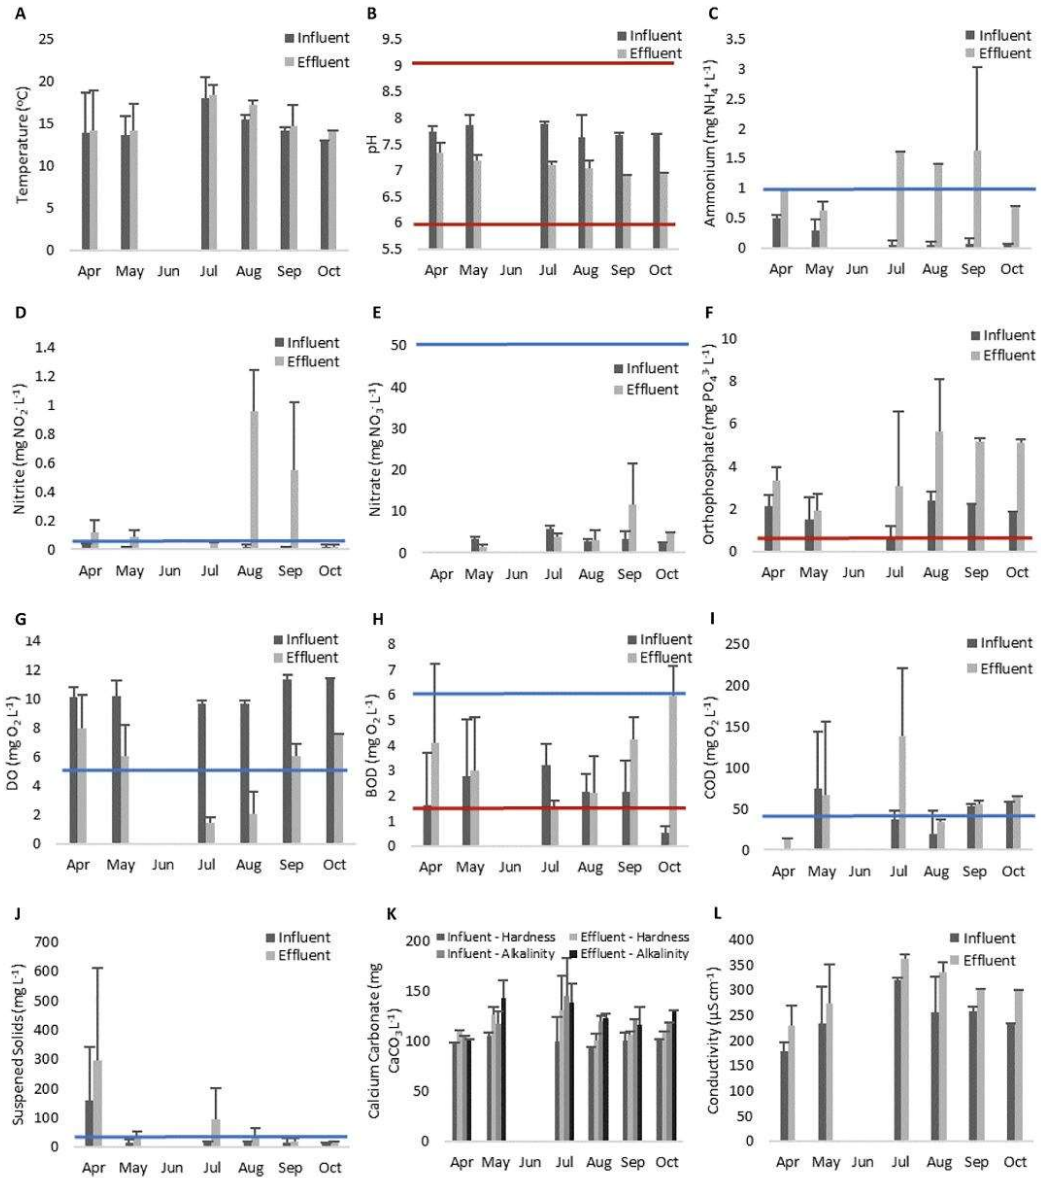 A
Temperature (°C)
25
20
15
10
5
0
Influent
Effluent
Apr May Jun Jul Aug Sep Oct
B
pH
9.5
9
8.5
8
7.5
7
6.5
6
5.5
Influent
Effluent
Apr May Jun Jul Aug Sep Oct
C
Ammonium (mg NH₄⁺ L⁻¹)
3.5
3
2.5
2
1.5
1
0.5
0
Influent
Effluent
Apr May Jun Jul Aug Sep Oct
D
Nitrite (mg NO₂⁻ L⁻¹)
1.4
1.2
1
0.8
0.6
0.4
0.2
0
Influent
Effluent
Apr May Jun Jul Aug Sep Oct
E
Nitrate (mg NO₃⁻ L⁻¹)
50
40
30
20
10
0
Influent
Effluent
Apr May Jun Jul Aug Sep Oct
F
Orthophosphate (mg PO₄³⁻ L⁻¹)
10
8
6
4
2
0
Influent
Effluent
Apr May Jun Jul Aug Sep Oct
G
DO (mg O₂ L⁻¹)
14
12
10
8
6
4
2
0
Influent
Effluent
Apr May Jun Jul Aug Sep Oct
H
BOD (mg O₂ L⁻¹)
8
7
6
5
4
3
2
1
0
Influent
Effluent
Apr May Jun Jul Aug Sep Oct
I
COD (mg O₂ L⁻¹)
250
200
150
100
50
0
Influent
Effluent
Apr May Jun Jul Aug Sep Oct
J
Suspened Solids (mg L⁻¹)
700
600
500
400
300
200
100
0
Influent
Effluent
Apr May Jun Jul Aug Sep Oct
K
Calcium Carbonate (mg
CaCO₃ L⁻¹)
200
150
100
50
0
Influent - Hardness Effluent - Hardness
Influent - Alkalinity Effluent - Alkalinity
Apr May Jun Jul Aug Sep Oct
L
Conductivity (µS cm⁻¹)
400
350
300
250
200
150
100
50
0
Influent
Effluent
Apr May Jun Jul Aug Sep Oct